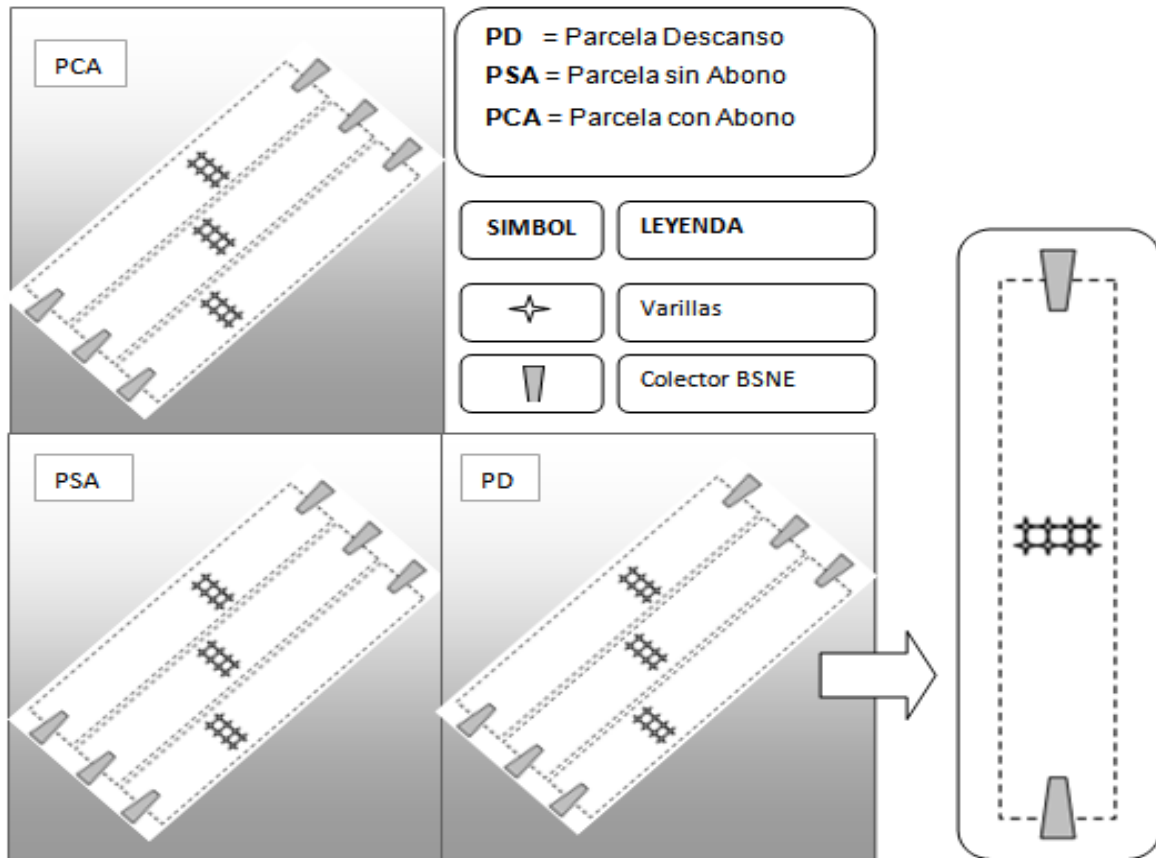 PCA
PD = Parcela Descanso
PSA = Parcela sin Abono
PCA = Parcela con Abono
SIMBOL LEYENDA
Varillas
Colector BSNE
PSA
PD